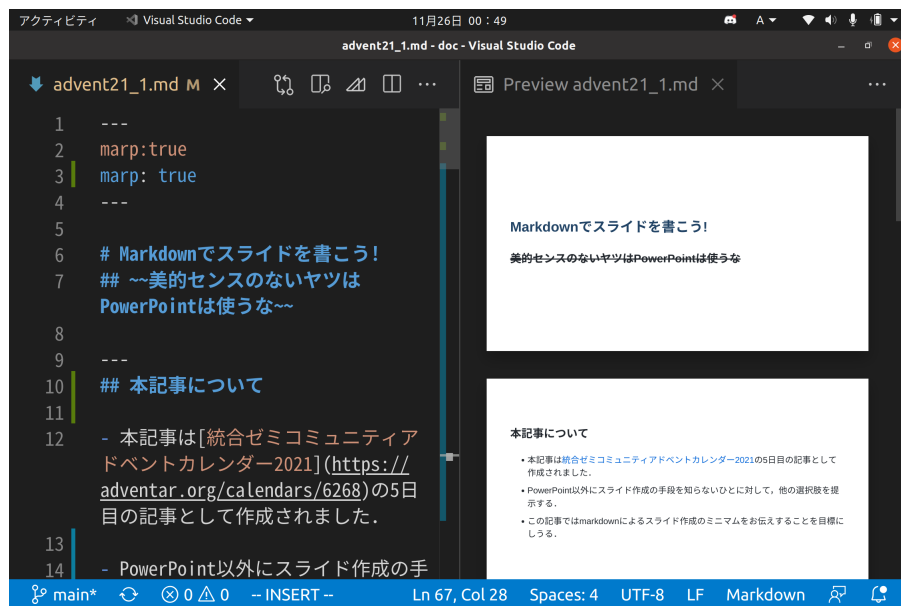 アクティビティ Visual Studio Code 11月26日 00：49 A
advent21_1.md - doc - Visual Studio Code
advent21_1.md M
Preview advent21_1.md
1 ---
2 marp:true
3 marp: true
4 ---
5
6 # Markdownでスライドを書こう!
7 ## ~~美的センスのないヤツは
PowerPointは使うな~~
8
9 ---
10 ## 本記事について
11
12 - 本記事は[統合ゼミコミュニティア
ドベントカレンダー2021](https://
adventar.org/calendars/6268)の5日
目の記事として作成されました.
13
14 - PowerPoint以外にスライド作成の手
Markdownでスライドを書こう!
美的センスのないヤツはPowerPointは使うな
本記事について
• 本記事は統合ゼミコミュニティアドベントカレンダー2021の5日目の記事として
作成されました.
• PowerPoint以外にスライド作成の手段を知らないひとに対して，他の選択肢を提
示する.
• この記事ではmarkdownによるスライド作成のミニマムをお伝えすることを目標に
しうる.
main* 0 0 -- INSERT -- Ln 67, Col 28 Spaces: 4 UTF-8 LF Markdown